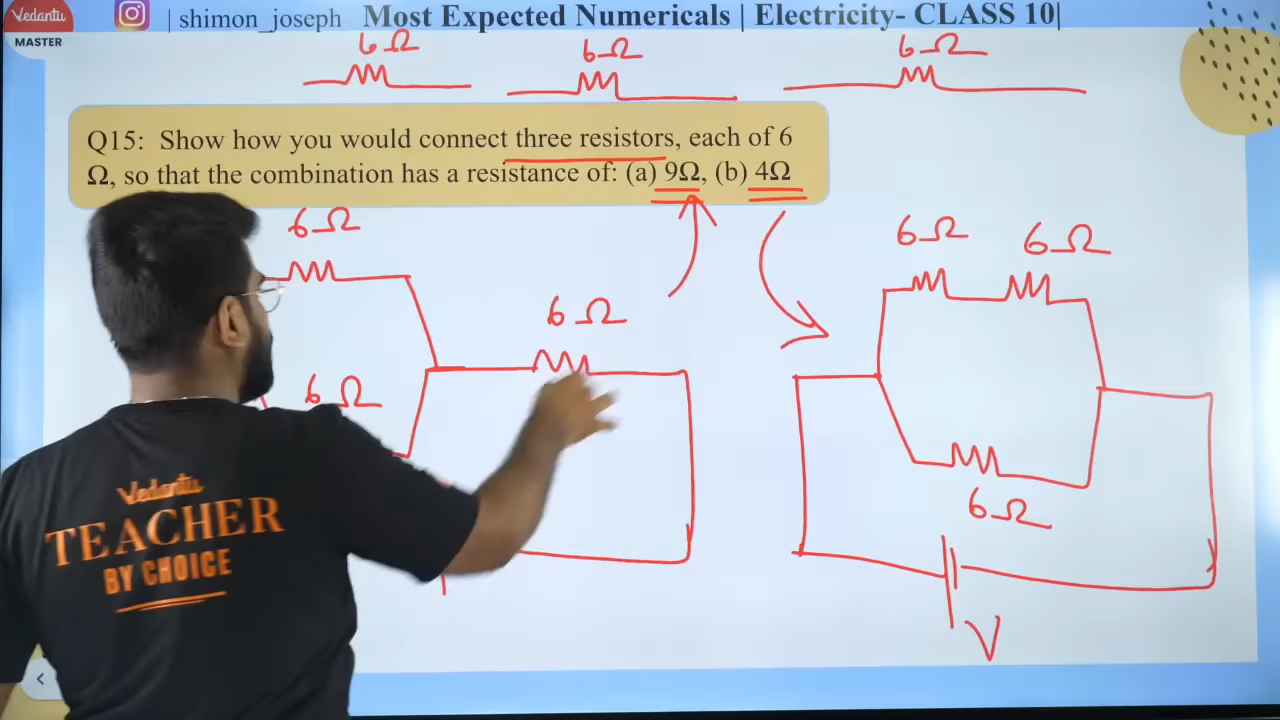 Vedantu
MASTER
| shimon_joseph
Most Expected Numericals | Electricity- CLASS 10|
6Ω
6Ω
6Ω
Q15: Show how you would connect three resistors, each of 6
Ω, so that the combination has a resistance of: (a) 9Ω, (b) 4Ω
6Ω
6Ω
6Ω
6Ω
6Ω
6Ω
V
Vedantu
TEACHER
BY CHOICE